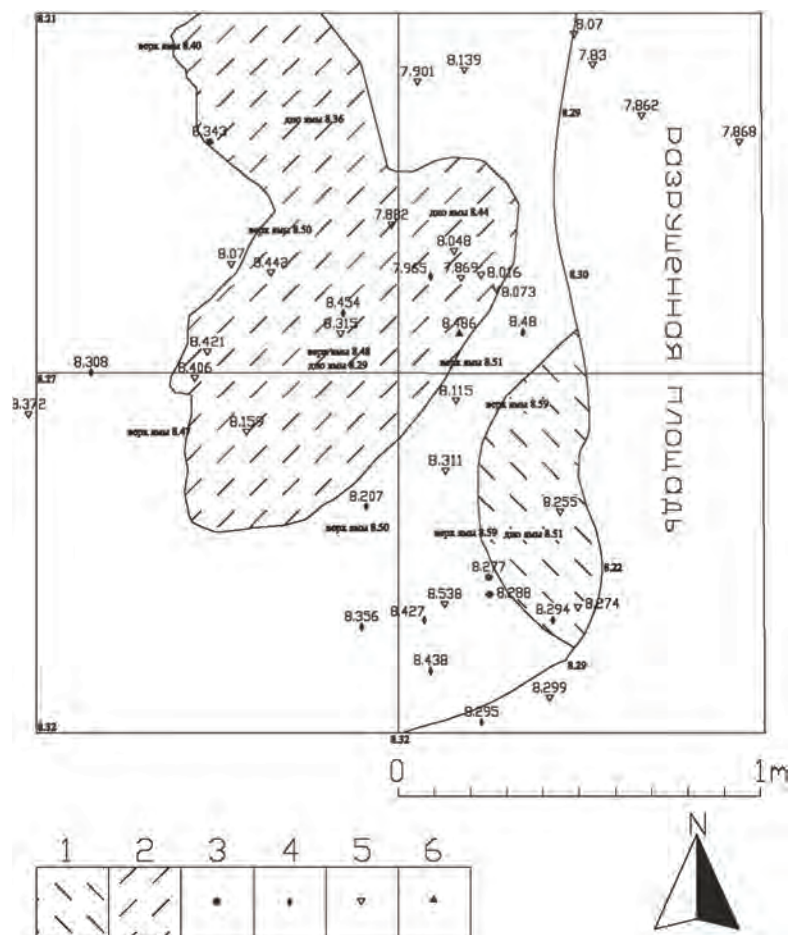 8.21
8.07
верх ямы 8.40
7.83
8.139
7.901
8.29
7.862
дно ямы 8.36
8.343
7.868
РАЗРУШЕННАЯ ПЛОЩАДЬ
дно ямы 8.44
7.882
верх ямы 8.50
8.048
8.07
8.443
7.965
7.869
8.016
8.30
8.073
8.454
8.315
8.486
8.48
8.421
верх ямы 8.48
верх ямы 8.51
8.308
дно ямы 8.29
8.27
8.406
8.115
верх ямы 8.59
8.372
верх ямы 8.47
8.159
8.311
8.207
8.255
верх ямы 8.50
верх ямы 8.59
дно ямы 8.51
8.277
8.22
8.288
8.538
8.274
8.356
8.427
8.294
8.438
8.29
8.299
8.295
8.32
8.32
0 1m
1 2 3 4 5 6
N